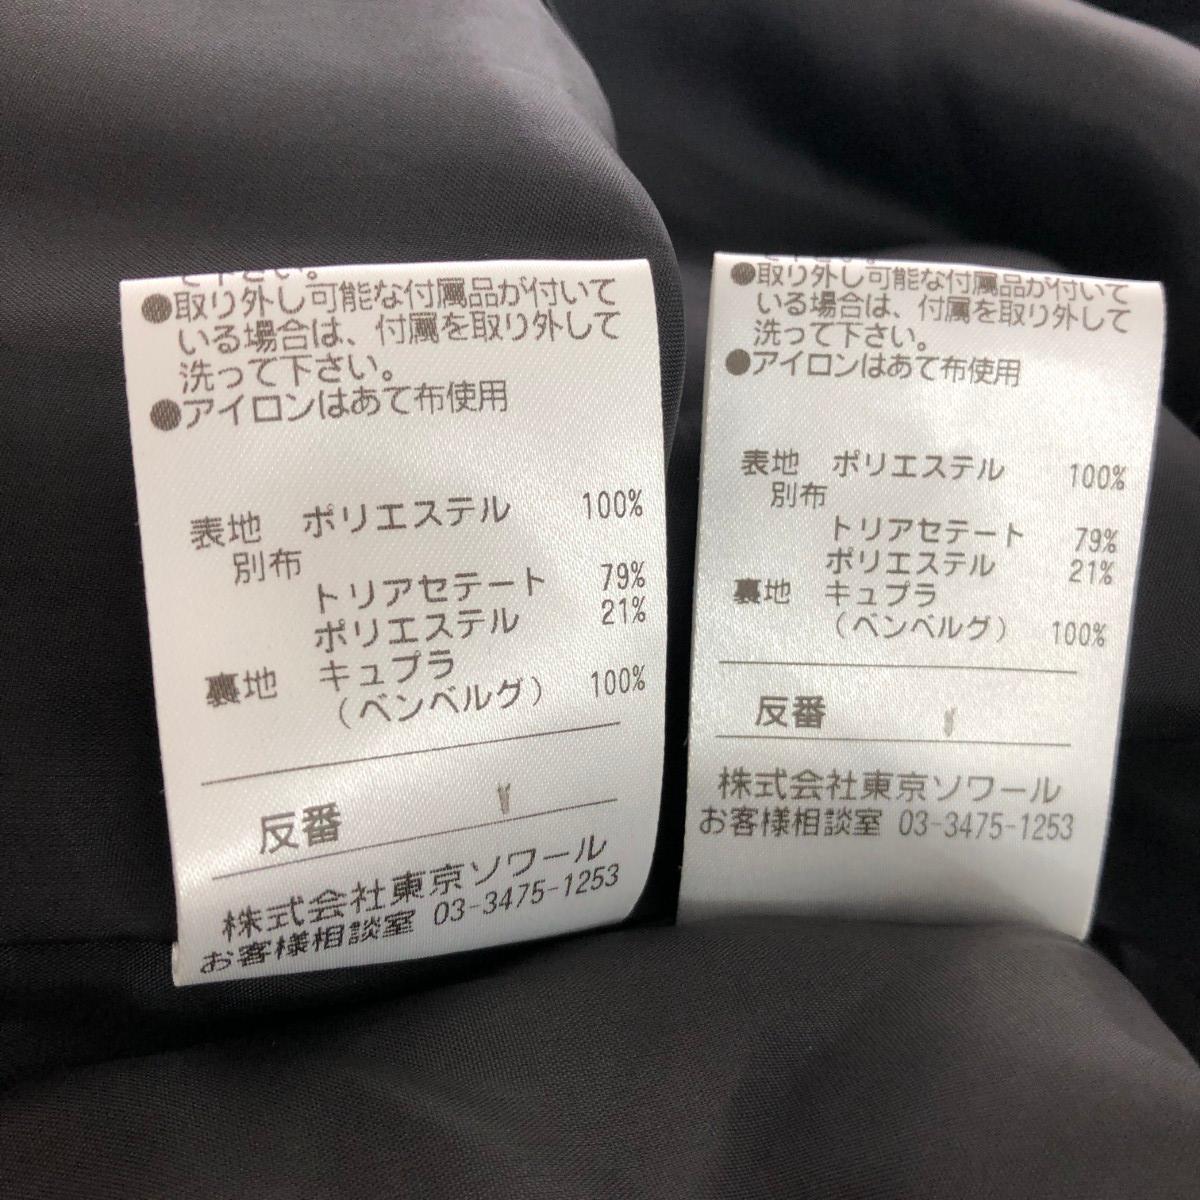 て下さい。
●取り外し可能な付属品が付いて
いる場合は、付属を取り外して
洗って下さい。
●アイロンはあて布使用
表地 ポリエステル 100%
別布
トリアセテート 79%
ポリエステル 21%
裏地 キュプラ
(ベンベルグ) 100%
反番
株式会社東京ソワール
お客様相談室 03-3475-1253
●取り外し可能な付属品が付いて
いる場合は、付属を取り外して
洗って下さい。
●アイロンはあて布使用
表地 ポリエステル 100%
別布
トリアセテート 79%
ポリエステル 21%
裏地 キュプラ
(ベンベルグ) 100%
反番
株式会社東京ソワール
お客様相談室 03-3475-1253